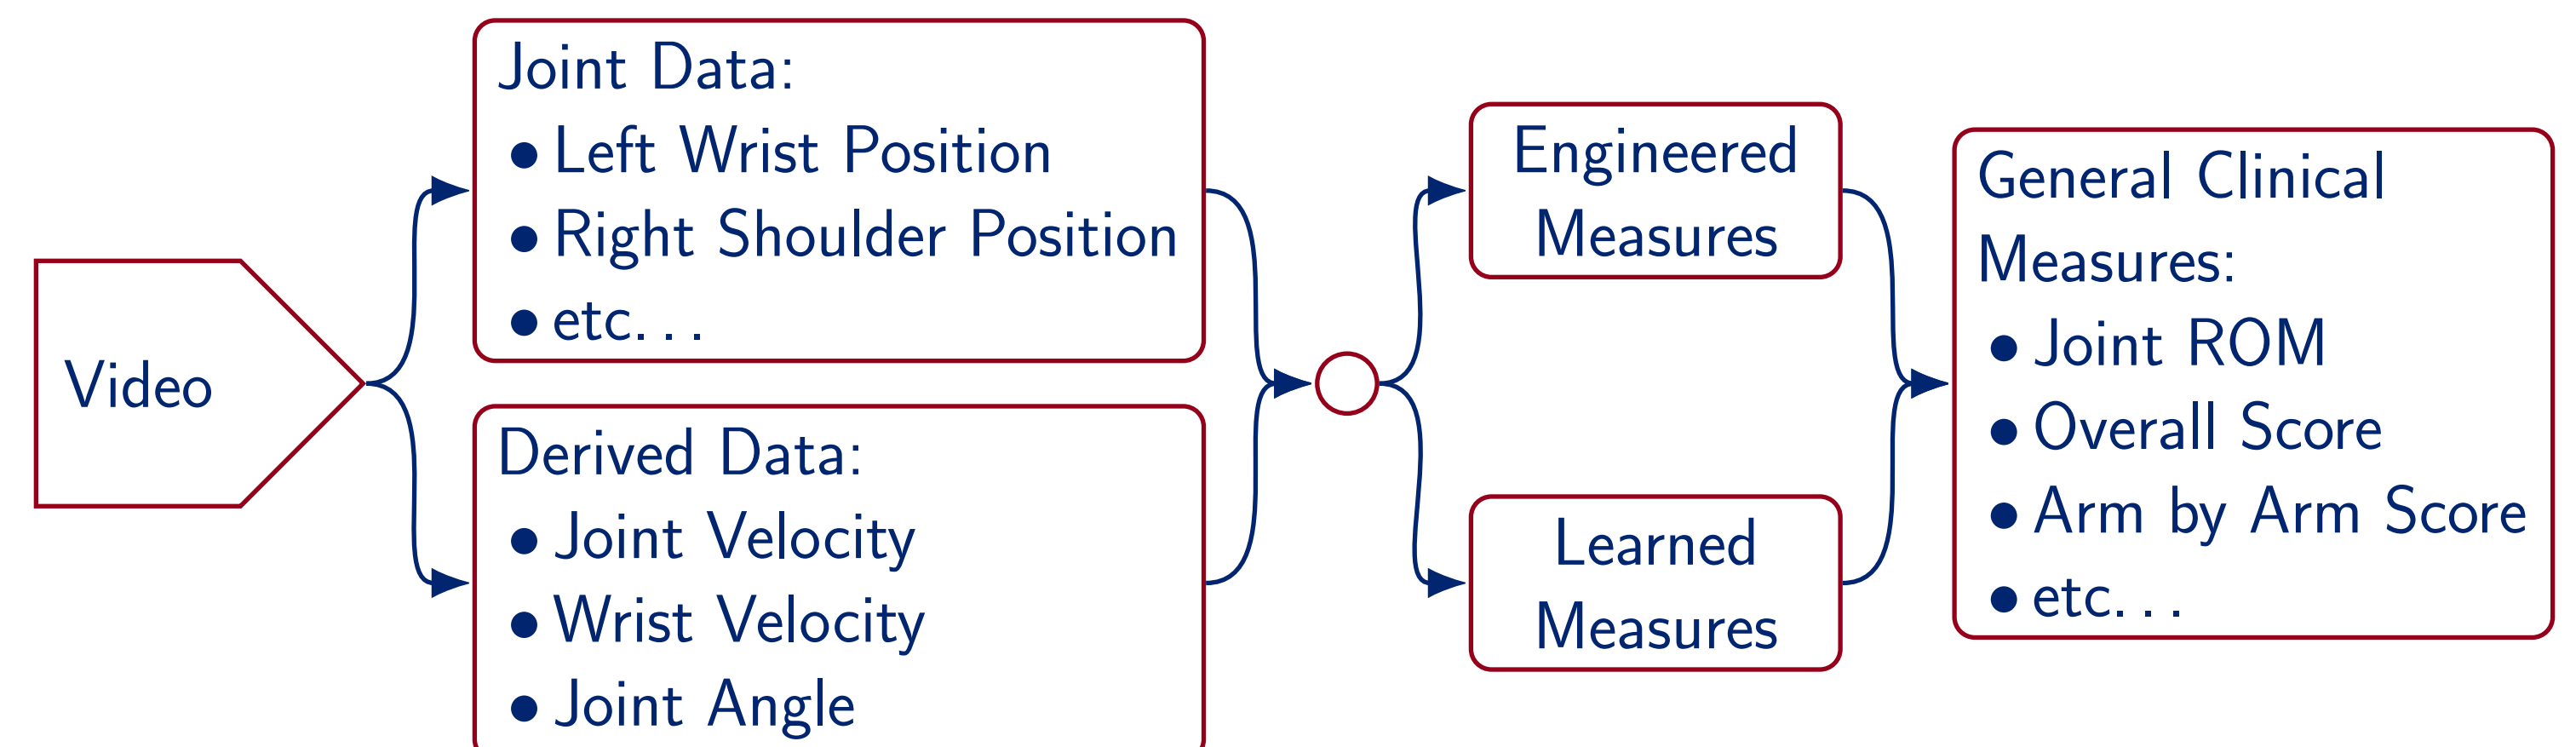 Video
Joint Data:
• Left Wrist Position
• Right Shoulder Position
• etc. . .
Derived Data:
• Joint Velocity
• Wrist Velocity
• Joint Angle
Engineered
Measures
Learned
Measures
General Clinical
Measures:
• Joint ROM
• Overall Score
• Arm by Arm Score
• etc. . .